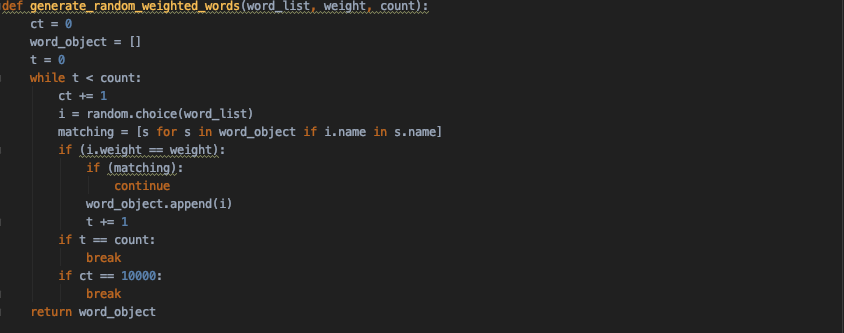 def generate_random_weighted_words(word_list, weight, count):
    ct = 0
    word_object = []
    t = 0
    while t < count:
        ct += 1
        i = random.choice(word_list)
        matching = [s for s in word_object if i.name in s.name]
        if (i.weight == weight):
            if (matching):
                continue
            word_object.append(i)
            t += 1
        if t == count:
            break
        if ct == 10000:
            break
    return word_object